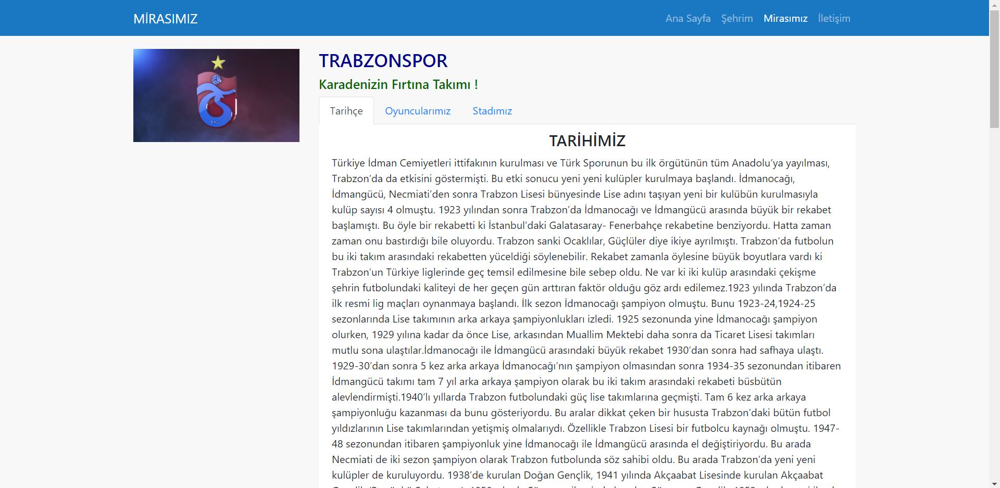 MİRASIMIZ
Ana Sayfa Şehrim Mirasımız İletişim
TRABZONSPOR
Karadenizin Fırtına Takımı !
Tarihçe Oyuncularımız Stadımız
TARİHİMİZ
Türkiye İdman Cemiyetleri ittifakının kurulması ve Türk Sporunun bu ilk örgütünün tüm Anadolu’ya yayılması,
Trabzon’da da etkisini göstermişti. Bu etki sonucu yeni yeni kulüpler kurulmaya başlandı. İdmanocağı,
İdmangücü, Necmiati’den sonra Trabzon Lisesi bünyesinde Lise adını taşıyan yeni bir kulübün kurulmasıyla
kulüp sayısı 4 olmuştu. 1923 yılından sonra Trabzon’da İdmanocağı ve İdmangücü arasında büyük bir rekabet
başlamıştı. Bu öyle bir rekabetti ki İstanbul’daki Galatasaray- Fenerbahçe rekabetine benziyordu. Hatta zaman
zaman onu bastırdığı bile oluyordu. Trabzon sanki Ocaklılar, Güçlüler diye ikiye ayrılmıştı. Trabzon’da futbolun
bu iki takım arasındaki rekabetten yüceldiği söylenebilir. Rekabet zamanla öylesine büyük boyutlara vardı ki
Trabzon’un Türkiye liglerinde geç temsil edilmesine bile sebep oldu. Ne var ki iki kulüp arasındaki çekişme
şehrin futbolundaki kaliteyi de her geçen gün arttıran faktör olduğu göz ardı edilemez.1923 yılında Trabzon’da
ilk resmi lig maçları oynanmaya başlandı. İlk sezon İdmanocağı şampiyon olmuştu. Bunu 1923-24,1924-25
sezonlarında Lise takımının arka arkaya şampiyonlukları izledi. 1925 sezonunda yine İdmanocağı şampiyon
olurken, 1929 yılına kadar da önce Lise, arkasından Muallim Mektebi daha sonra da Ticaret Lisesi takımları
mutlu sona ulaştılar.İdmanocağı ile İdmangücü arasındaki büyük rekabet 1930’dan sonra had safhaya ulaştı.
1929-30’dan sonra 5 kez arka arkaya İdmanocağı’nın şampiyon olmasından sonra 1934-35 sezonundan itibaren
İdmangücü takımı tam 7 yıl arka arkaya şampiyon olarak bu iki takım arasındaki rekabeti büsbütün
alevlendirmişti.1940’lı yıllarda Trabzon futbolundaki güç lise takımlarına geçmişti. Tam 6 kez arka arkaya
şampiyonluğu kazanması da bunu gösteriyordu. Bu aralar dikkat çeken bir hususta Trabzon’daki bütün futbol
yıldızlarının Lise takımlarından yetişmiş olmalarıydı. Özellikle Trabzon Lisesi bir futbolcu kaynağı olmuştu. 1947-
48 sezonundan itibaren şampiyonluk yine İdmanocağı ile İdmangücü arasında el değiştiriyordu. Bu arada
Necmiati de iki sezon şampiyon olarak Trabzon futbolunda söz sahibi oldu. Bu arada Trabzon’da yeni yeni
kulüpler de kuruluyordu. 1938’de kurulan Doğan Gençlik, 1941 yılında Akçaabat Lisesinde kurulan Akçaabat